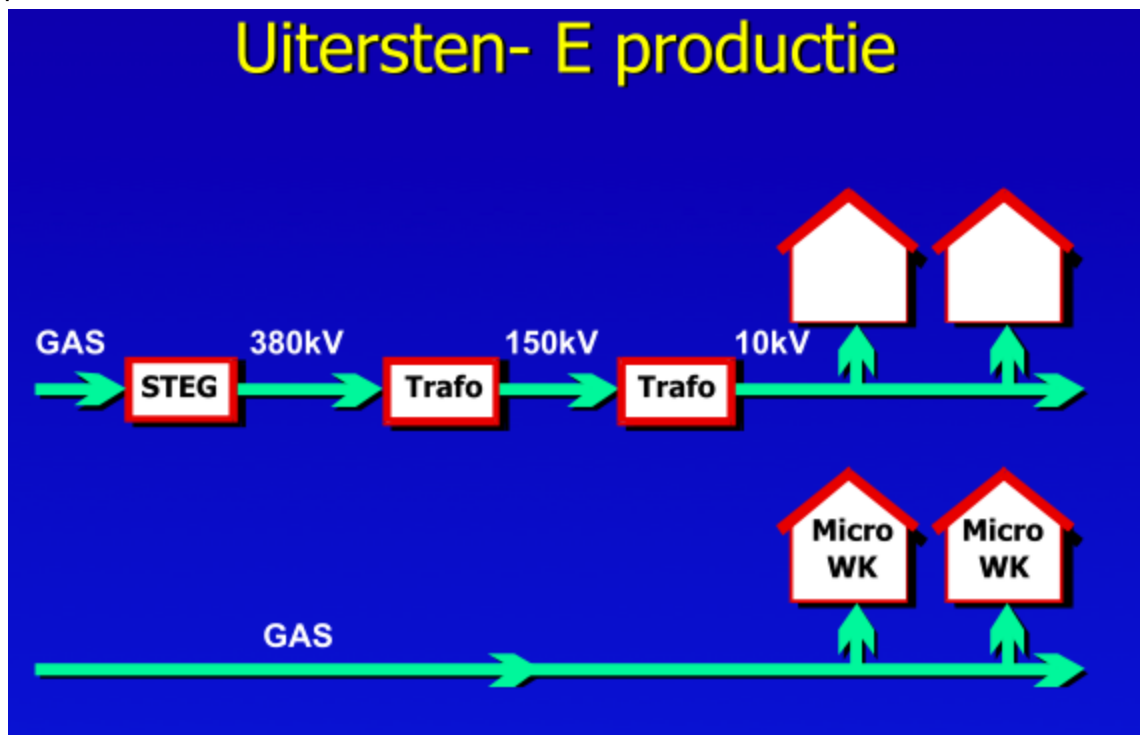 Uitersten- E productie
GAS
380kV
150kV
10kV
STEG
Trafo
Trafo
Micro
WK
Micro
WK
GAS